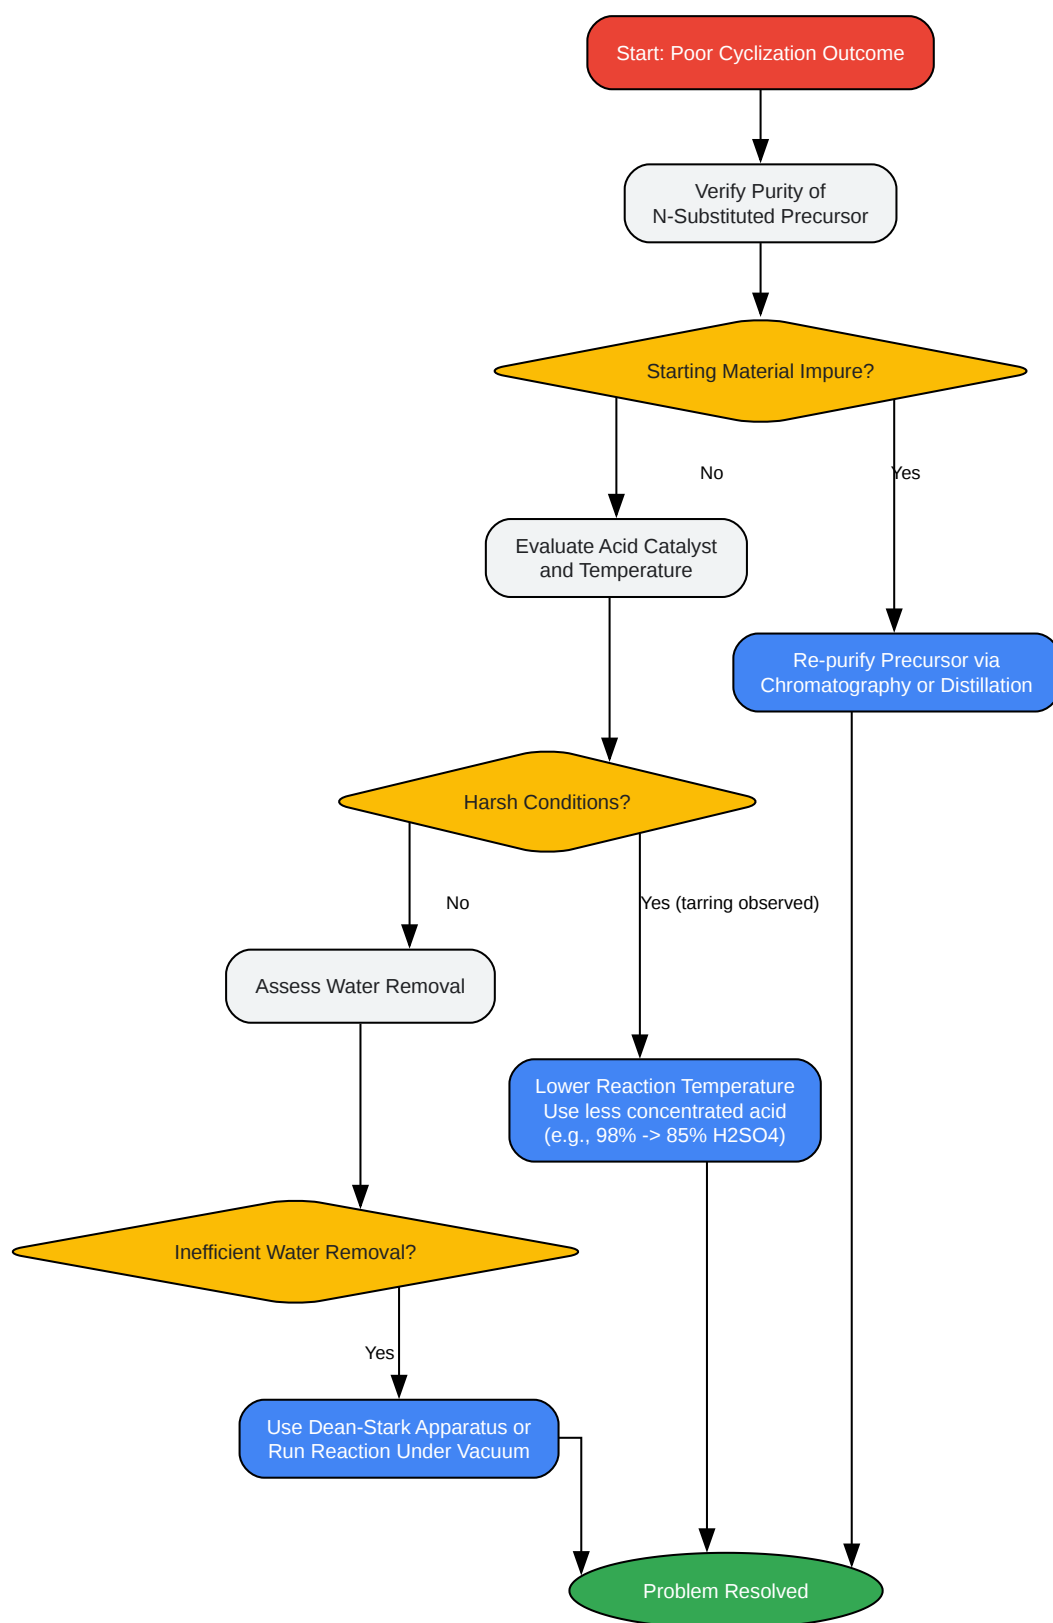 Start: Poor Cyclization Outcome
Verify Purity of
N-Substituted Precursor
Starting Material Impure?
No
Yes
Evaluate Acid Catalyst
and Temperature
Re-purify Precursor via
Chromatography or Distillation
Harsh Conditions?
No
Yes (tarring observed)
Assess Water Removal
Lower Reaction Temperature
Use less concentrated acid
(e.g., 98% -> 85% H2SO4)
Inefficient Water Removal?
Yes
Use Dean-Stark Apparatus or
Run Reaction Under Vacuum
Problem Resolved